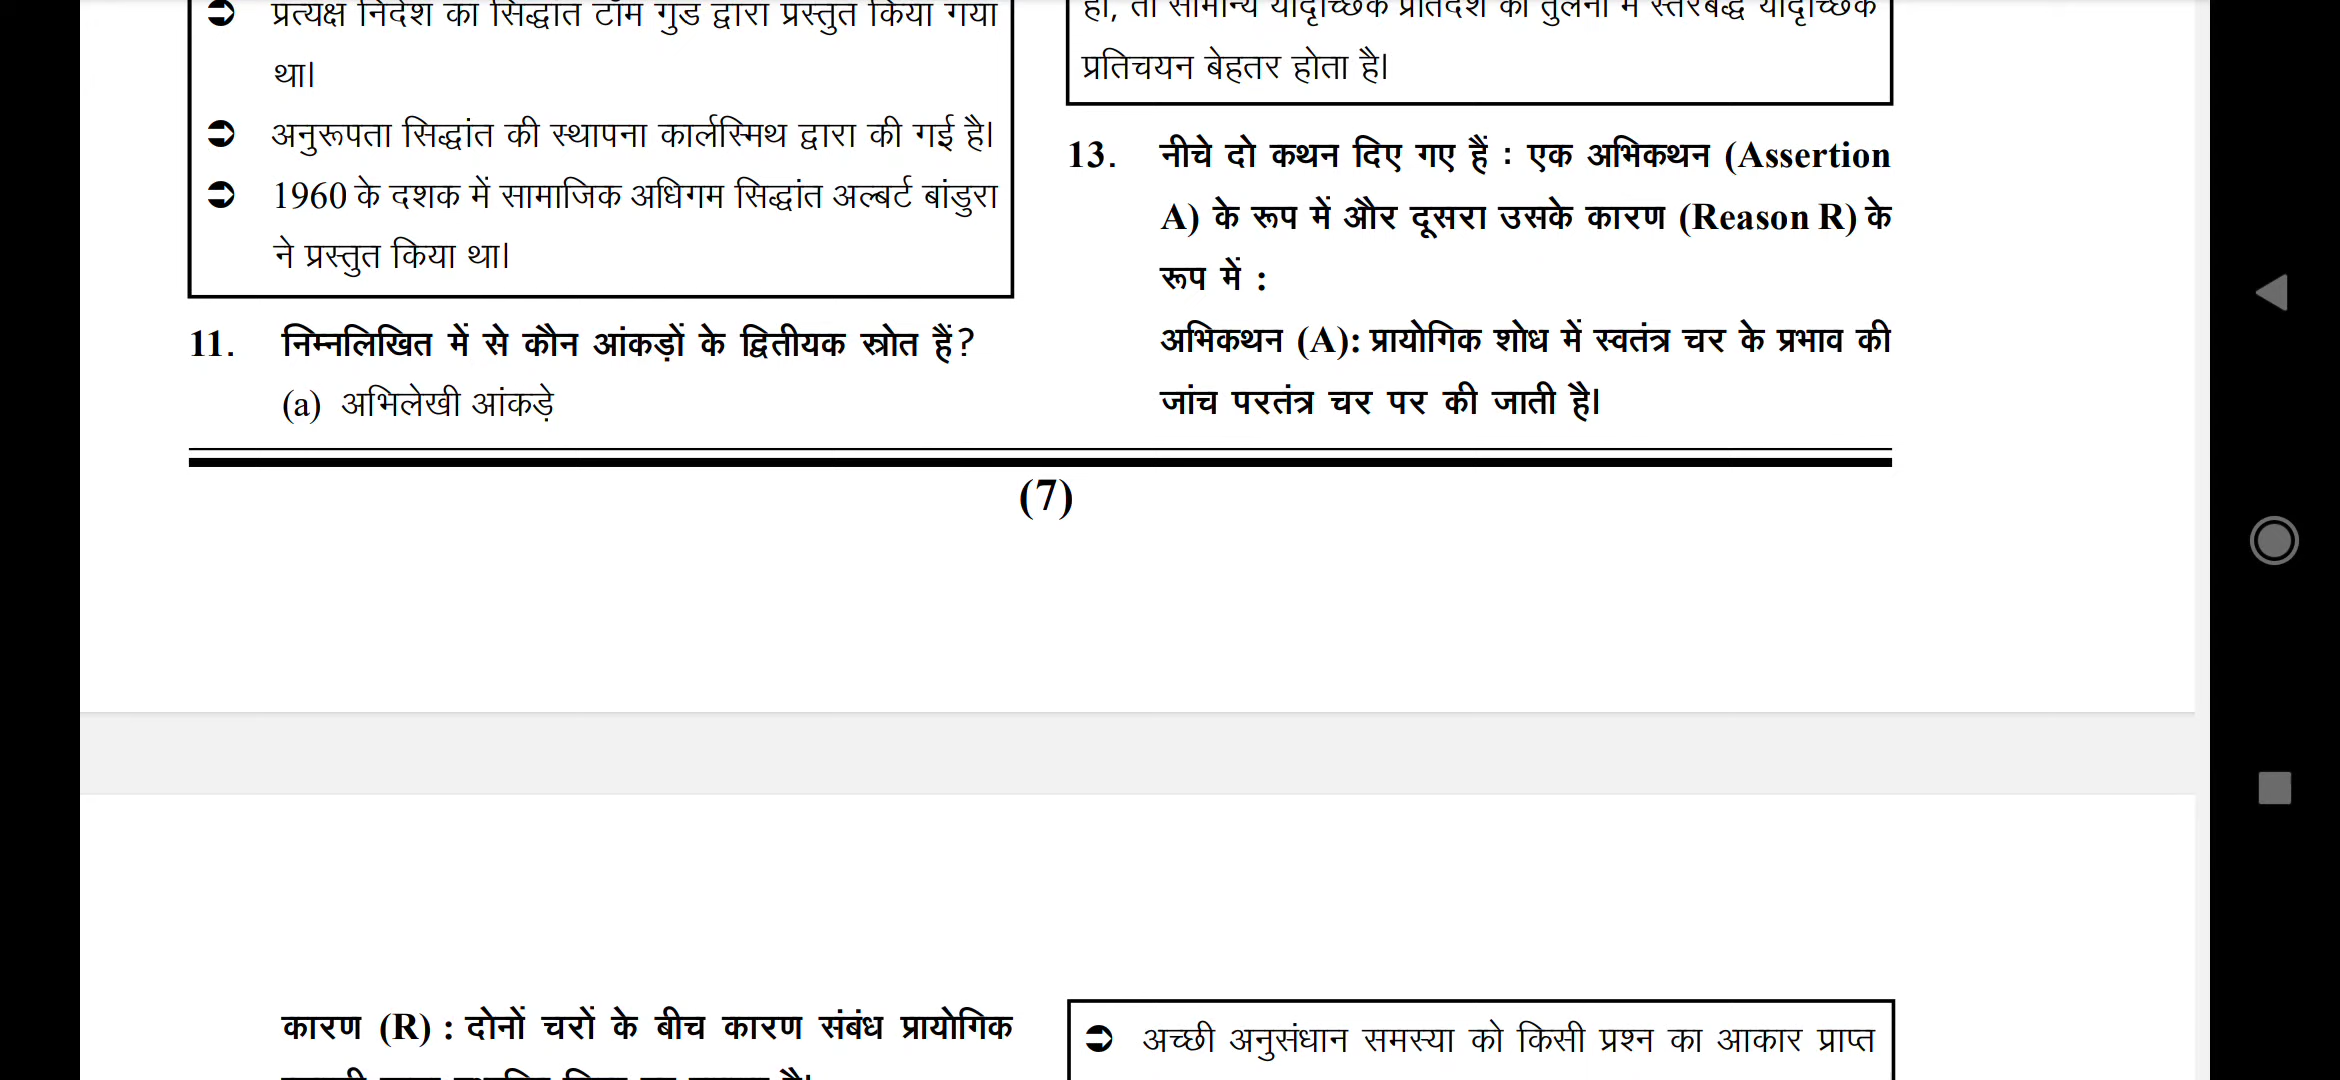 प्रत्यक्ष निर्देश का सिद्धांत टॉम गुड द्वारा प्रस्तुत किया गया
था।
अनुरूपता सिद्धांत की स्थापना कार्लस्मिथ द्वारा की गई है।
1960 के दशक में सामाजिक अधिगम सिद्धांत अल्बर्ट बांडुरा
ने प्रस्तुत किया था।
11. निम्नलिखित में से कौन आंकड़ों के द्वितीयक स्रोत हैं?
(a) अभिलेखी आंकड़े
हो, तो सामान्य यादृच्छिक प्रतिदर्श की तुलना में स्तरबद्ध यादृच्छिक
प्रतिचयन बेहतर होता है।
13. नीचे दो कथन दिए गए हैं : एक अभिकथन (Assertion
A) के रूप में और दूसरा उसके कारण (Reason R) के
रूप में :
अभिकथन (A): प्रायोगिक शोध में स्वतंत्र चर के प्रभाव की
जांच परतंत्र चर पर की जाती है।
(7)
कारण (R) : दोनों चरों के बीच कारण संबंध प्रायोगिक
अच्छी अनुसंधान समस्या को किसी प्रश्न का आकार प्राप्त